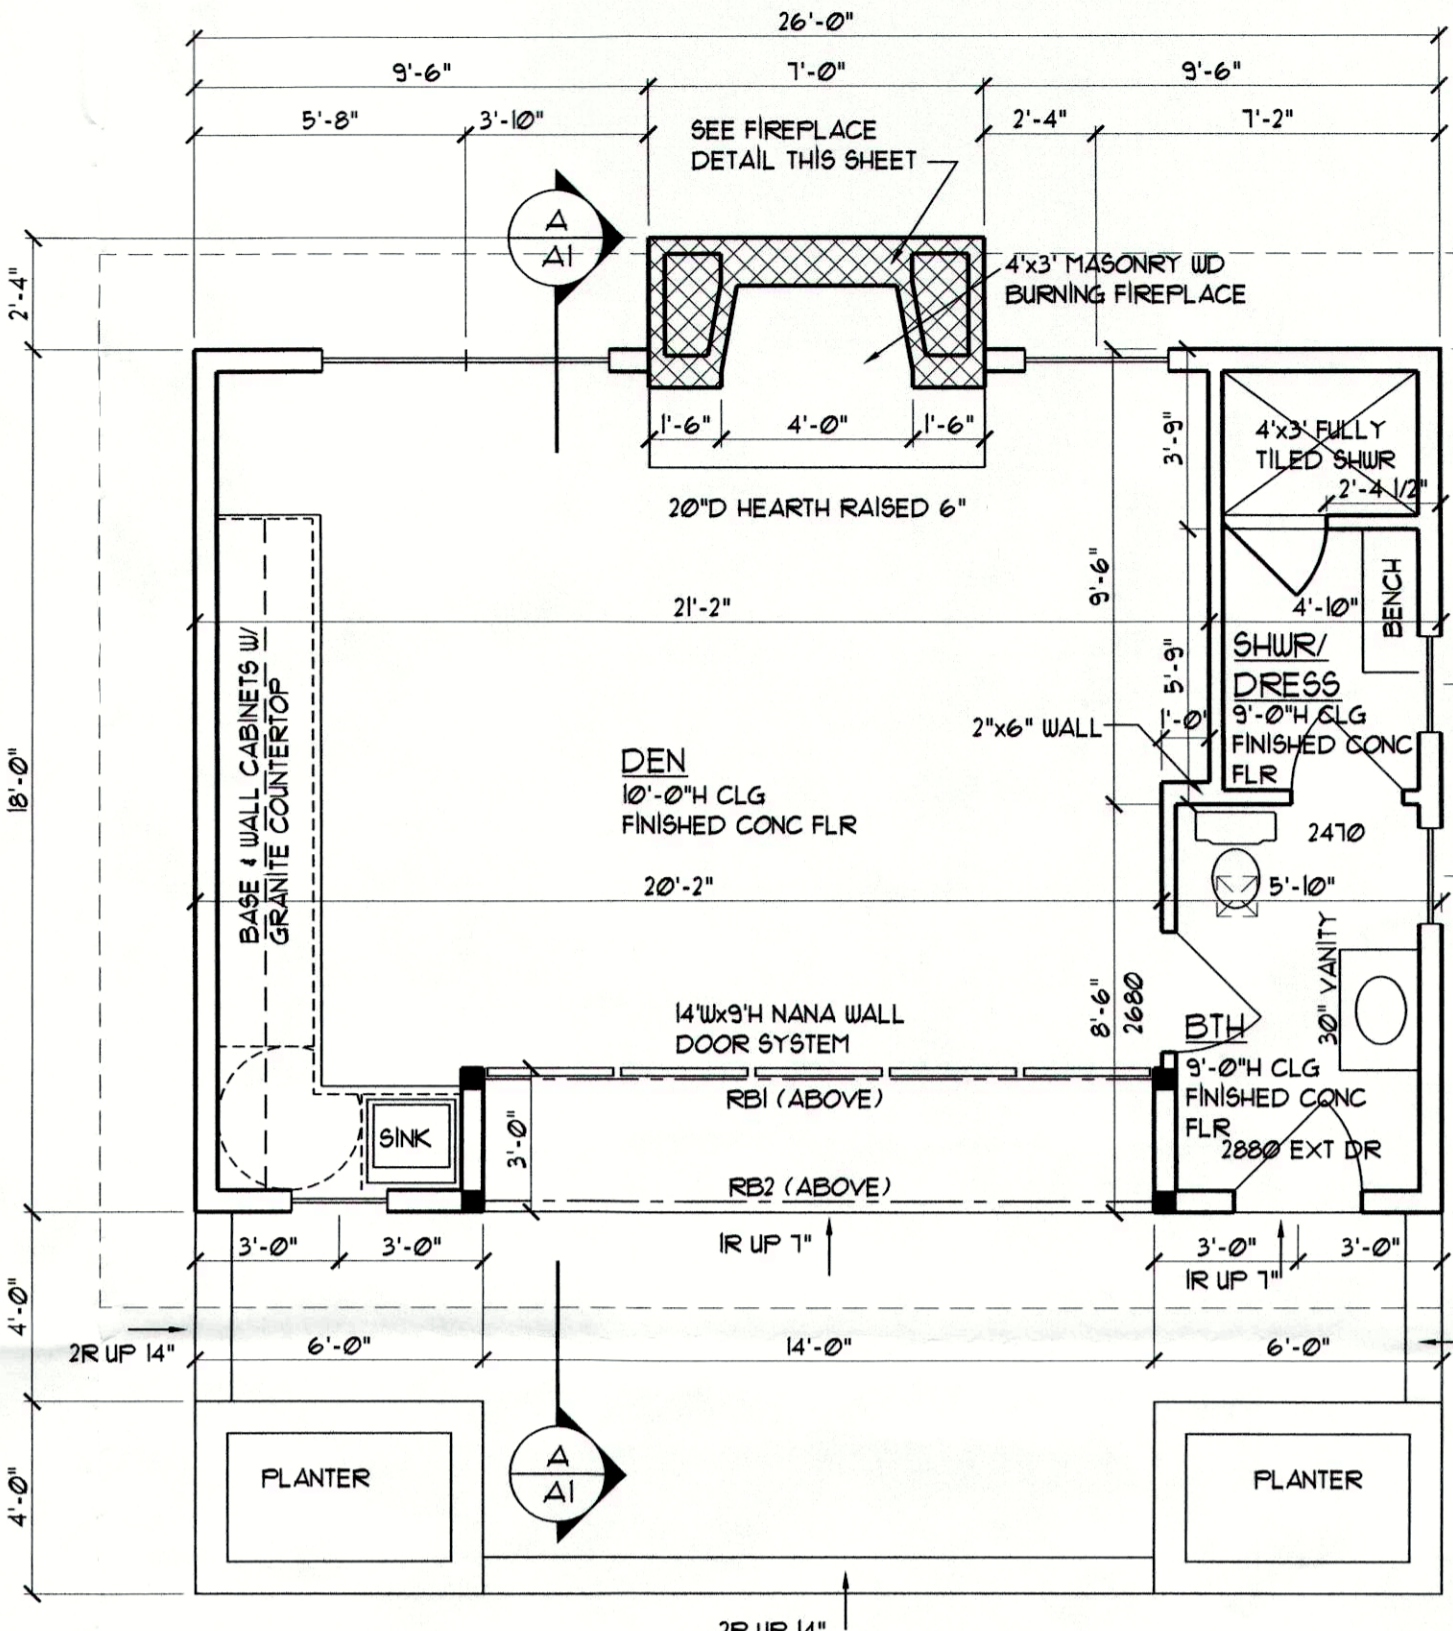 26'-0"
9'-6"
7'-0"
9'-6"
5'-8"
3'-10"
2'-4"
7'-2"
SEE FIREPLACE
DETAIL THIS SHEET
A
A1
4'x3' MASONRY WD
BURNING FIREPLACE
2'-4"
1'-6"
4'-0"
1'-6"
3'-9"
4'x3' FULLY
TILED SHWR
2'-4 1/2"
20"D HEARTH RAISED 6"
9'-6"
21'-2"
4'-10"
BENCH
BASE & WALL CABINETS W/
GRANITE COUNTERTOP
5'-9"
SHWR/
DRESS
9'-0"H CLG
FINISHED CONC
FLR
1'-0"
2"x6" WALL
18'-0"
DEN
10'-0"H CLG
FINISHED CONC FLR
2470
20'-2"
5'-10"
30" VANITY
8'-6"
2680
14'Wx9'H NANA WALL
DOOR SYSTEM
BTH
9'-0"H CLG
FINISHED CONC
FLR
2880 EXT DR
RB1 (ABOVE)
SINK
3'-0"
RB2 (ABOVE)
3'-0"
3'-0"
1R UP 7"
3'-0"
3'-0"
1R UP 7"
4'-0"
2R UP 14"
6'-0"
14'-0"
6'-0"
4'-0"
PLANTER
A
A1
PLANTER
2R UP 14"